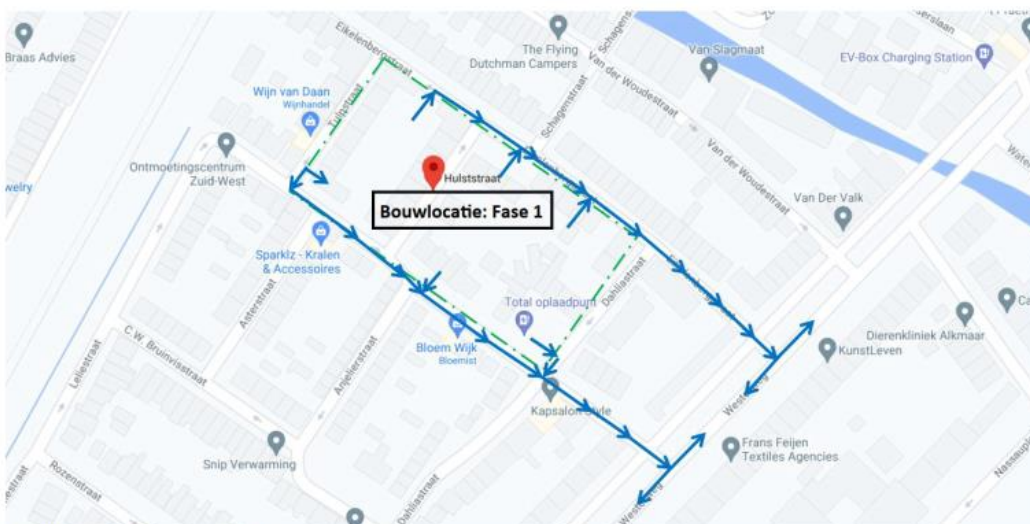 Braas Advies
Eikelenbergstraat
The Flying
Dutchman Campers
Schagenstraat
Van Slagmaat
EV-Box Charging Station
Wijn van Daan
Wijnhandel
Tulpstraat
Van der Woudestraat
Schagenstraat
Ontmoetingscentrum
Zuid-West
Hulststraat
Van der Woudestraat
Van Der Valk
Bouwlocatie: Fase 1
Sparklz - Kralen
& Accessoires
Asterstraat
Total oplaadpunt
Dahliastraat
C.W. Bruinvisstraat
Leliestraat
Anjelierstraat
Bloem Wijk
Bloemist
Dierenkliniek Alkmaar
KunstLeven
Kapsalon Style
Snip Verwarming
Frans Feijen
Textiles Agencies
Rozenstraat
Dahliastraat